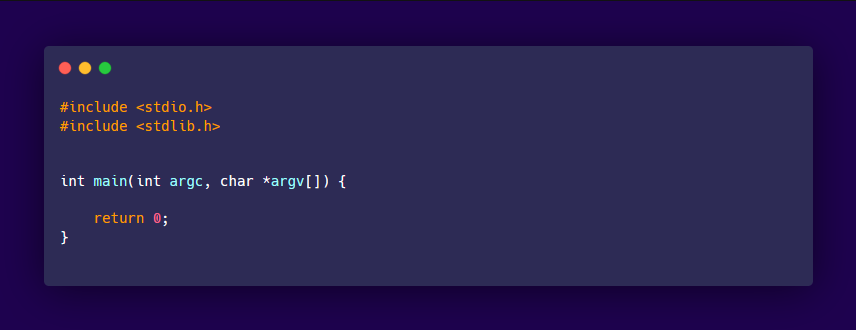 #include <stdio.h>
#include <stdlib.h>
int main(int argc, char *argv[]) {
    return 0;
}